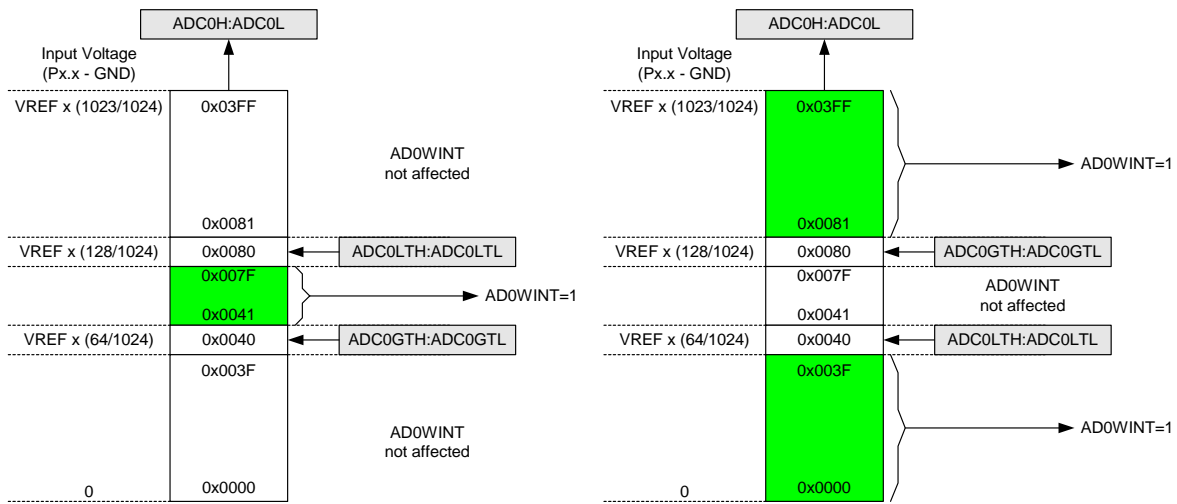 ADC0H:ADC0L
Input Voltage
(Px.x - GND)
VREF x (1023/1024)
0x03FF
AD0WINT
not affected
0x0081
VREF x (128/1024)
0x0080
ADC0LTH:ADC0LTL
0x007F
AD0WINT=1
0x0041
VREF x (64/1024)
0x0040
ADC0GTH:ADC0GTL
0x003F
AD0WINT
not affected
0
0x0000
ADC0H:ADC0L
Input Voltage
(Px.x - GND)
VREF x (1023/1024)
0x03FF
AD0WINT=1
0x0081
VREF x (128/1024)
0x0080
ADC0GTH:ADC0GTL
0x007F
AD0WINT
not affected
0x0041
VREF x (64/1024)
0x0040
ADC0LTH:ADC0LTL
0x003F
AD0WINT=1
0
0x0000